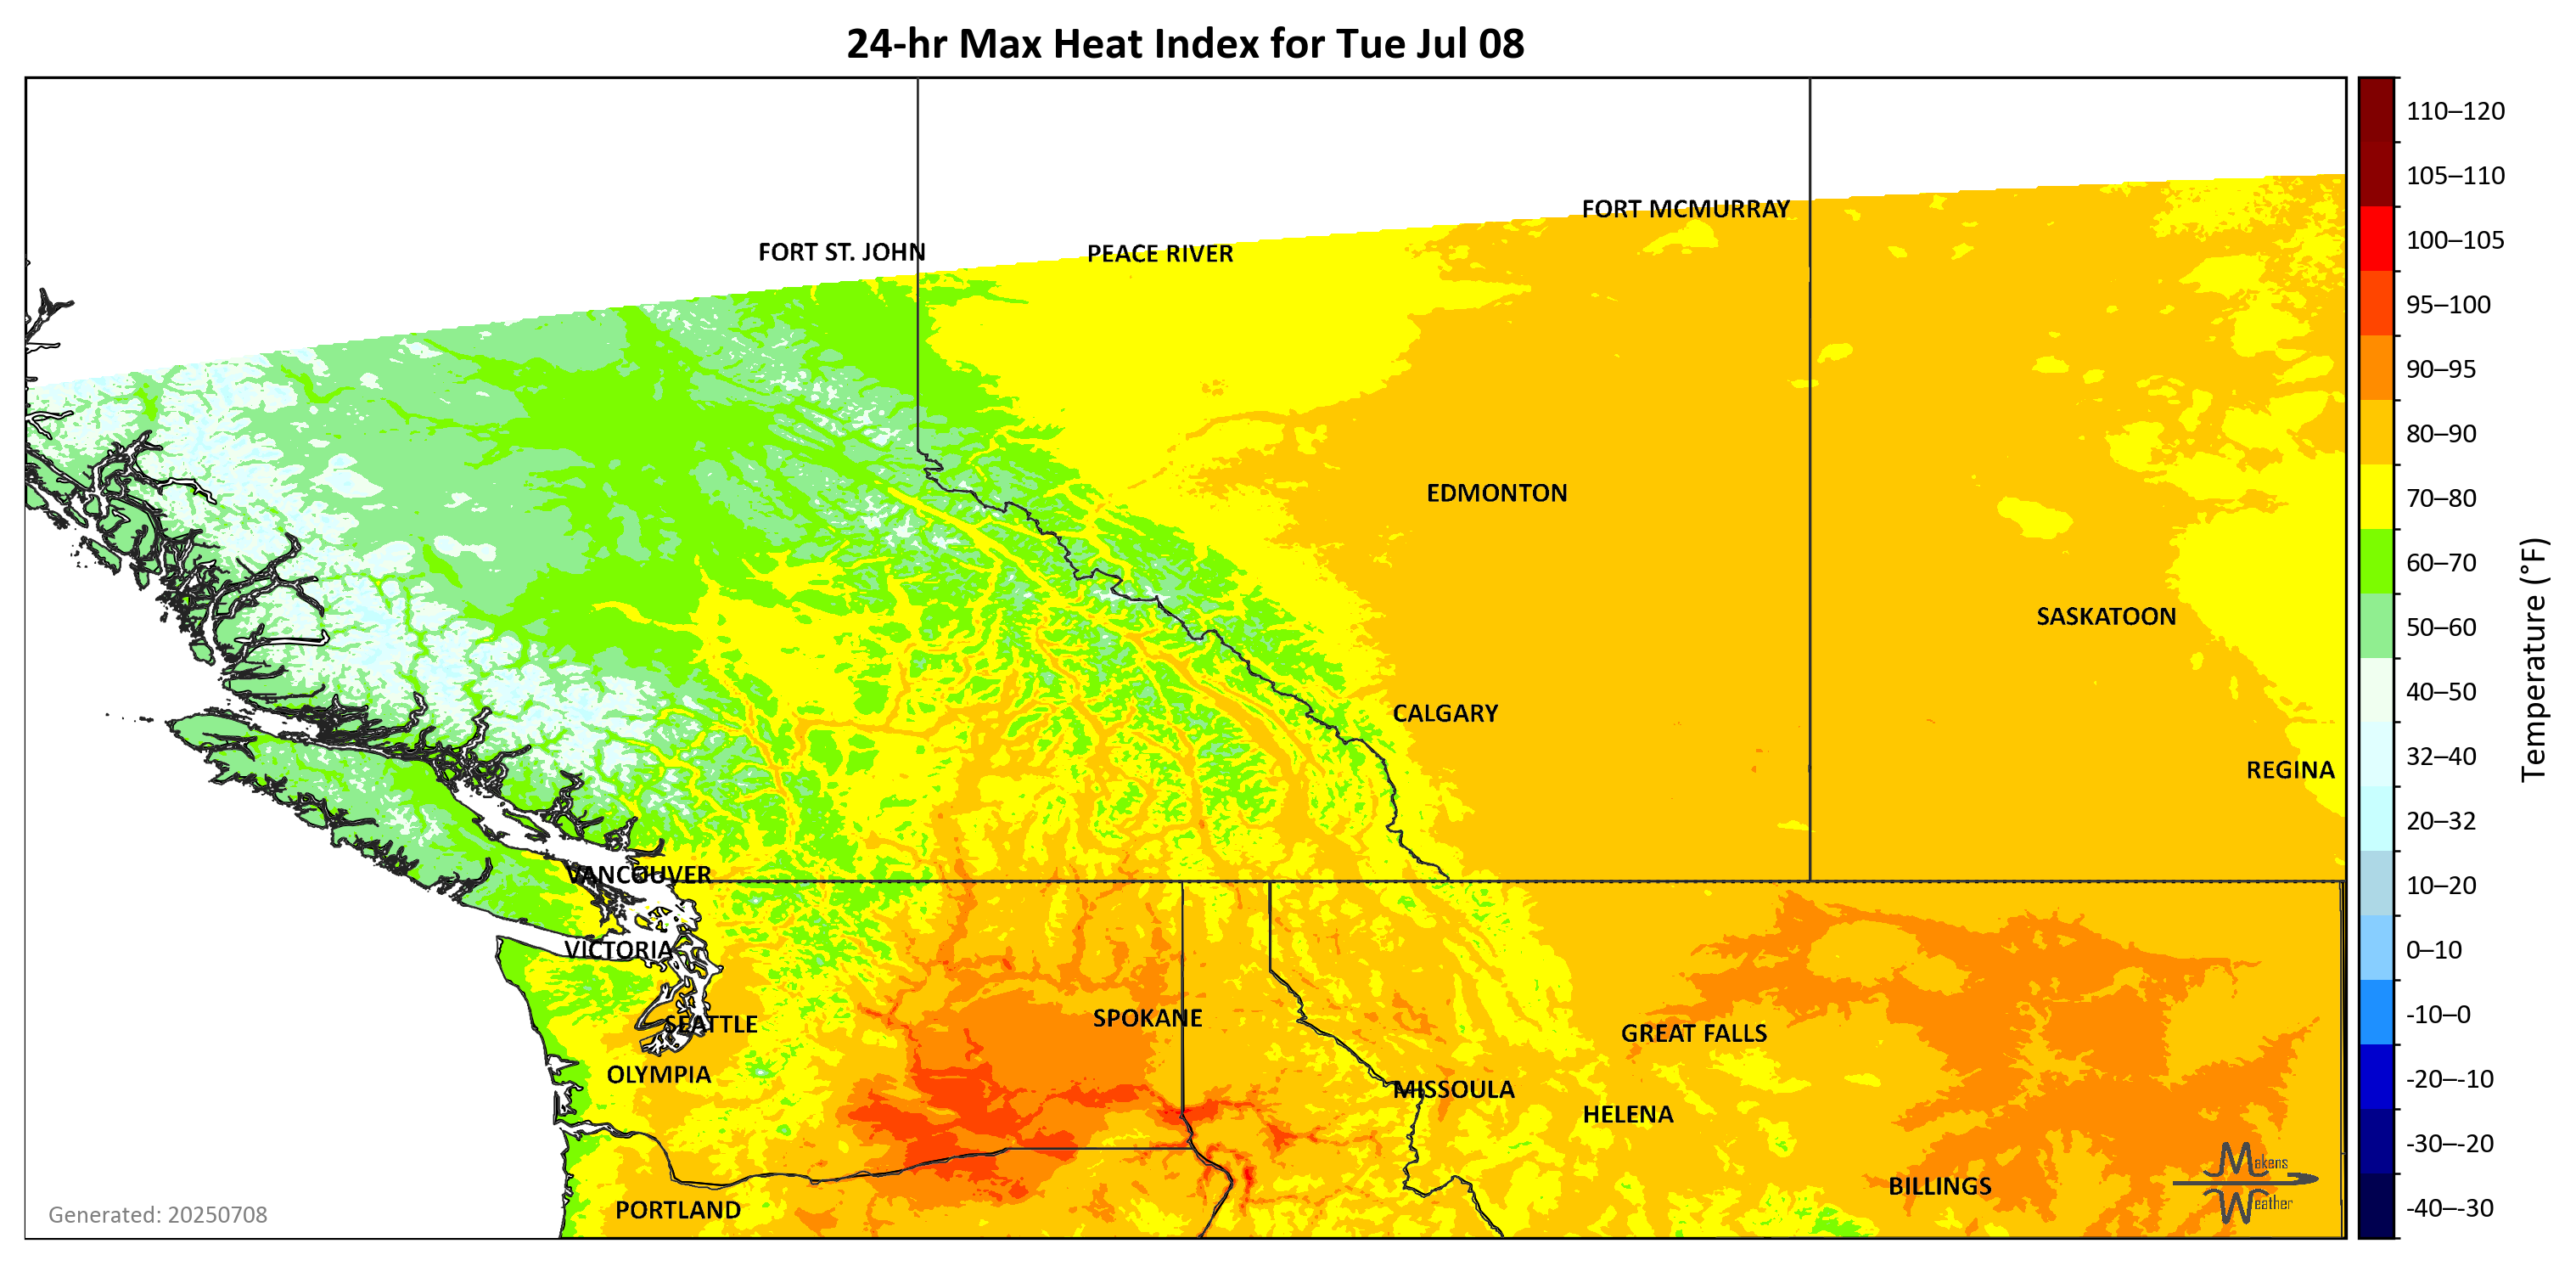 24-hr Max Heat Index for Tue Jul 08
FORT MCMURRAY
FORT ST. JOHN
PEACE RIVER
EDMONTON
SASKATOON
CALGARY
REGINA
VANCOUVER
VICTORIA
SEATTLE
SPOKANE
GREAT FALLS
OLYMPIA
MISSOULA
HELENA
BILLINGS
PORTLAND
Makens
Weather
Generated: 20250708
110–120
105–110
100–105
95–100
90–95
80–90
70–80
60–70
50–60
40–50
32–40
20–32
10–20
0–10
-10–0
-20–-10
-30–-20
-40–-30
Temperature (°F)